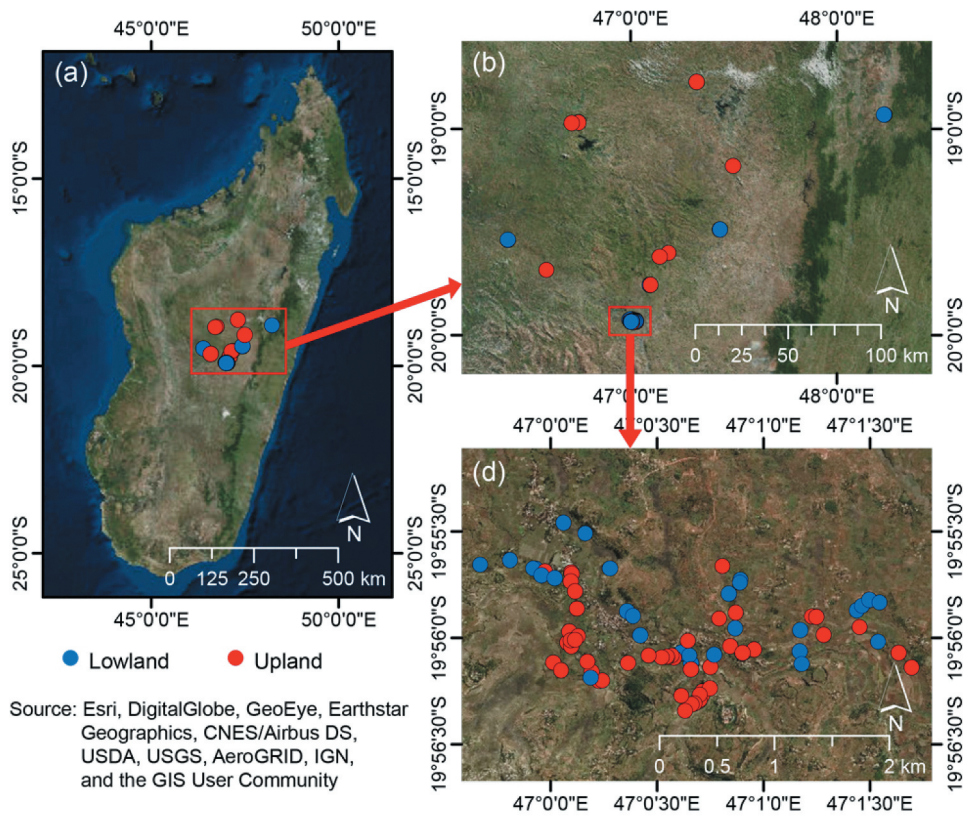 45°0'0"E
50°0'0"E
(a)
15°0'0"S
20°0'0"S
25°0'0"S
15°0'0"S
20°0'0"S
25°0'0"S
N
0 125 250 500 km
45°0'0"E
50°0'0"E
47°0'0"E
48°0'0"E
(b)
19°0'0"S
20°0'0"S
19°0'0"S
20°0'0"S
N
0 25 50 100 km
47°0'0"E
48°0'0"E
47°0'0"E
47°0'30"E
47°1'0"E
47°1'30"E
(d)
19°55'30"S
19°56'0"S
19°56'30"S
19°55'30"S
19°56'0"S
19°56'30"S
N
0 0.5 1 2 km
47°0'0"E
47°0'30"E
47°1'0"E
47°1'30"E
Lowland
Upland
Source: Esri, DigitalGlobe, GeoEye, Earthstar
Geographics, CNES/Airbus DS,
USDA, USGS, AeroGRID, IGN,
and the GIS User Community